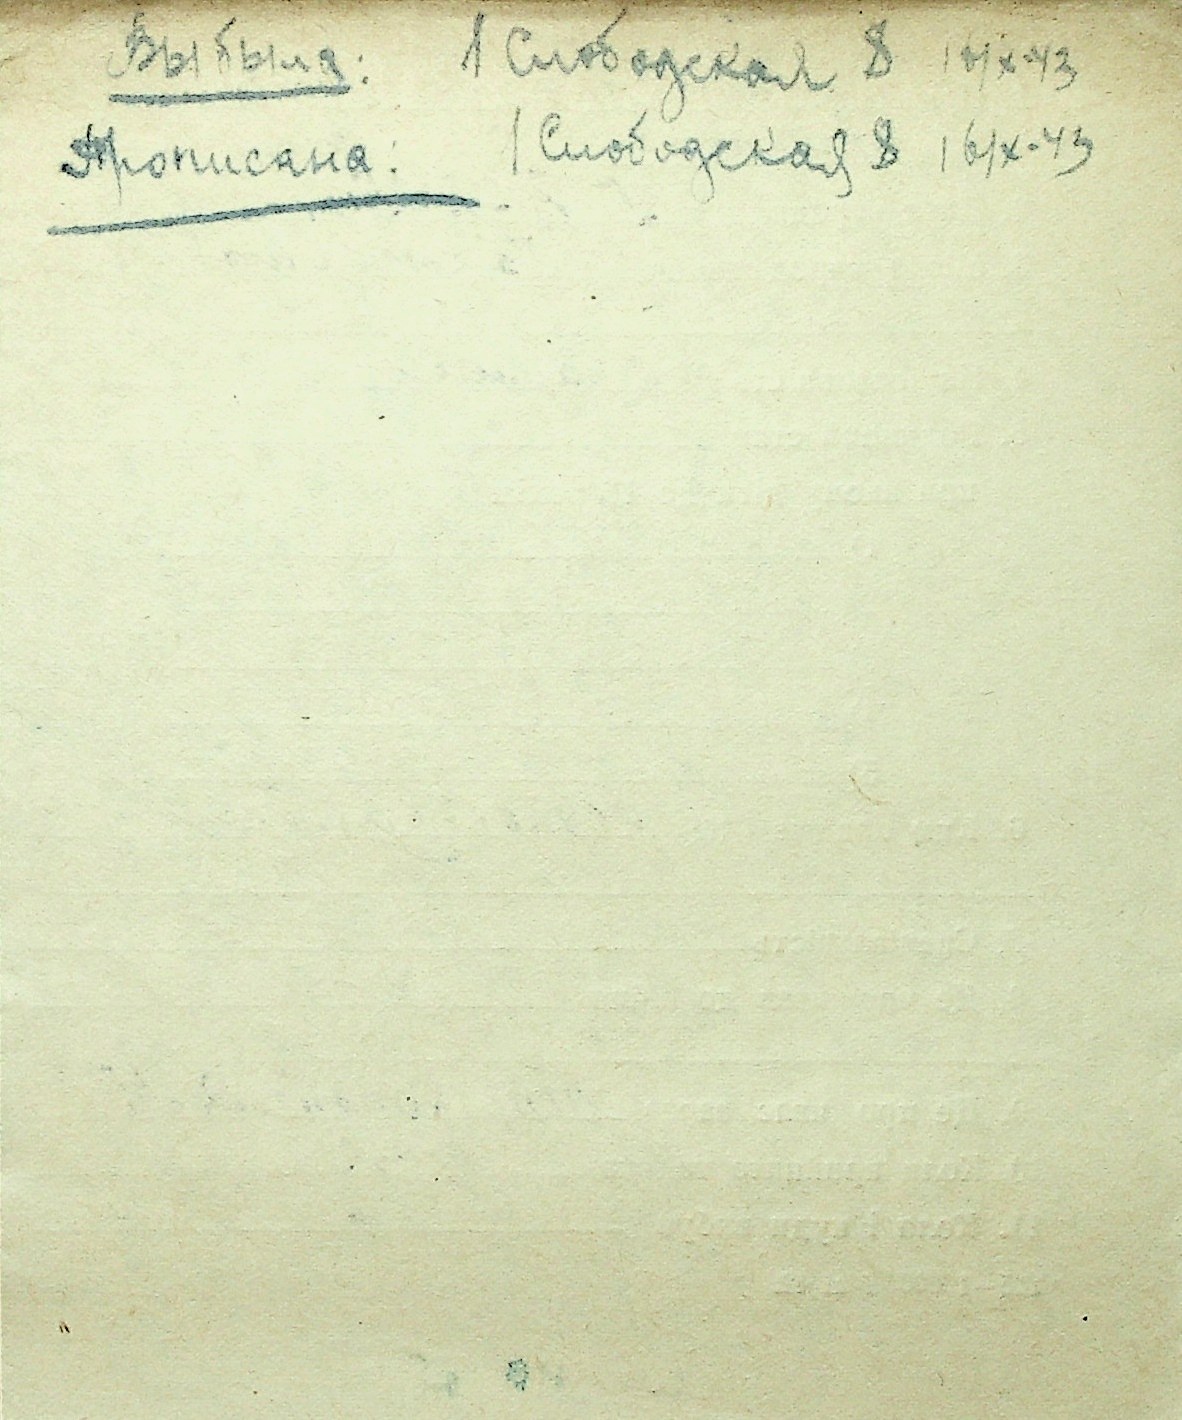 Выбыла: 1 Слободская 8 16/X-43
Прописана: 1 Слободская 8 16/X-43